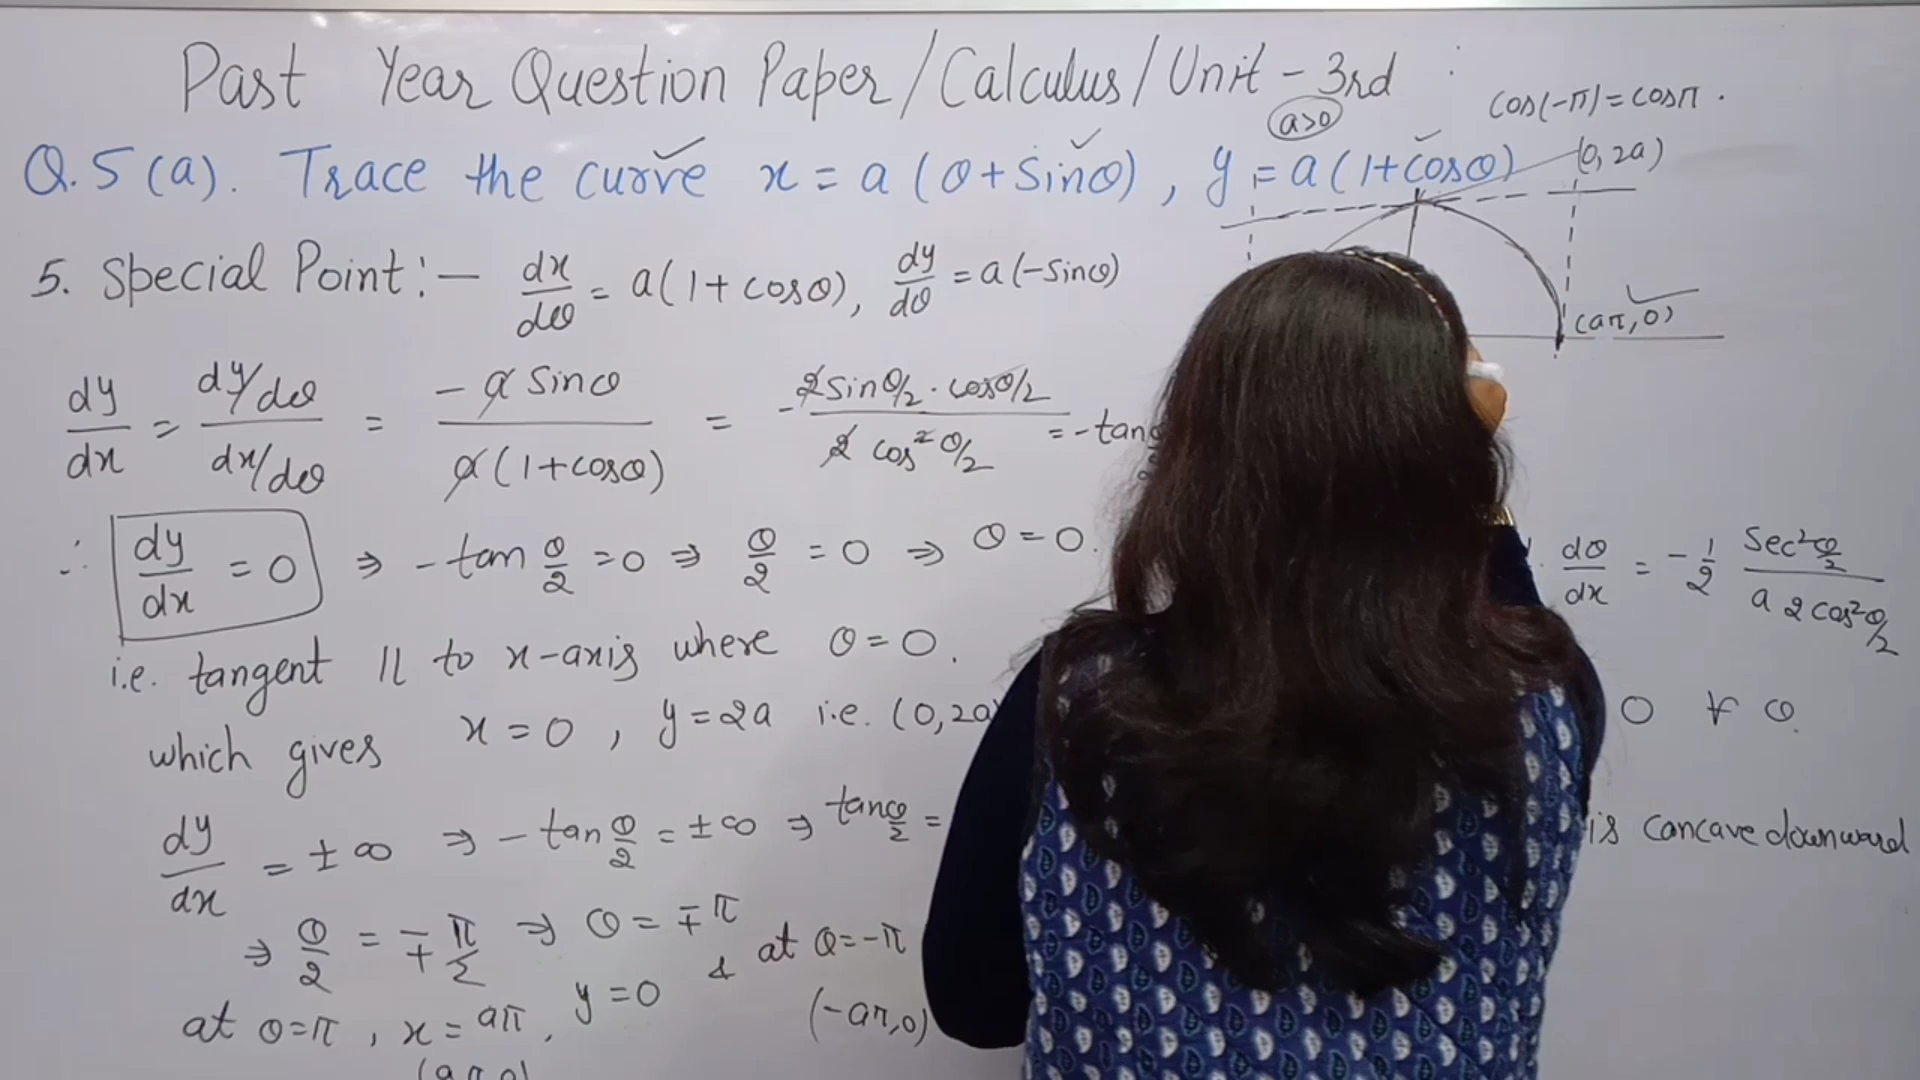 Past Year Question Paper/Calculus/Unit-3rd
a>0
cos(-π)=cosπ.
Q.5(a). Trace the curve x = a(θ+sinθ), y = a(1+cosθ)
(0,2a)
5. Special Point:- dx/dθ = a(1+cosθ), dy/dθ = a(-sinθ)
(aπ,0)
dy/dx = (dy/dθ)/(dx/dθ) = -a sinθ/a(1+cosθ) = -2sinθ/2·cosθ/2 / 2cos²θ/2 = -tan
∴ dy/dx = 0 ⇒ -tan θ/2 = 0 ⇒ θ/2 = 0 ⇒ θ=0.
dθ/dx = -1/2 sec²θ/2 / a 2cos²θ/2
i.e. tangent || to x-axis where θ=0.
which gives x=0, y=2a i.e. (0,2a)
0 ∀ θ.
dy/dx = ±∞ ⇒ -tan θ/2 = ±∞ ⇒ tan θ/2 =
is concave downward
⇒ θ/2 = ∓π/2 ⇒ θ = ∓π
at θ=π, x=aπ, y=0 & at θ=-π
(aπ,0)
(-aπ,0)